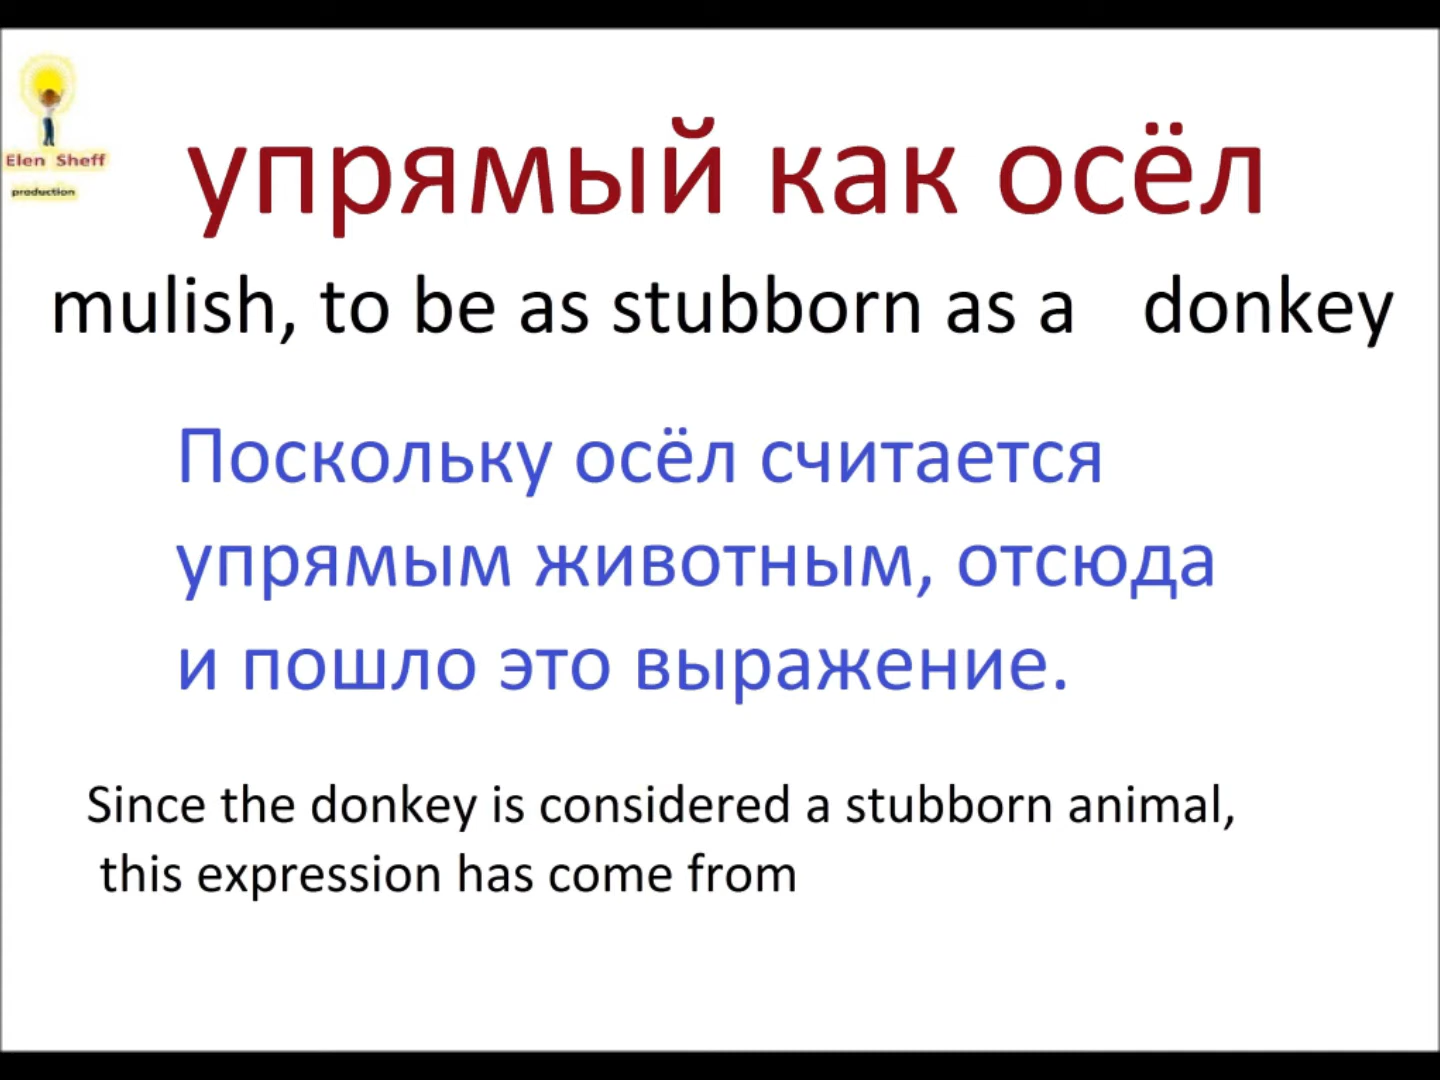 Elen Sheff
production
упрямый как осёл
mulish, to be as stubborn as a donkey
Поскольку осёл считается
упрямым животным, отсюда
и пошло это выражение.
Since the donkey is considered a stubborn animal,
this expression has come from